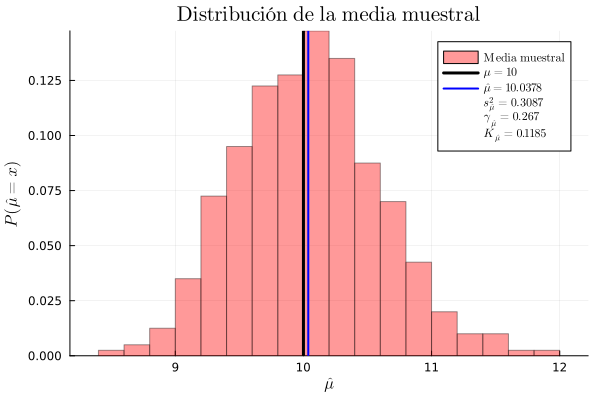 Distribución de la media muestral
P(μ̂ = x)
0.125
0.100
0.075
0.050
0.025
0.000
Media muestral
μ = 10
μ̂ = 10.0378
s²_μ̂ = 0.3087
γ_μ̂ = 0.267
K_μ̂ = 0.1185
9 10 11 12
μ̂